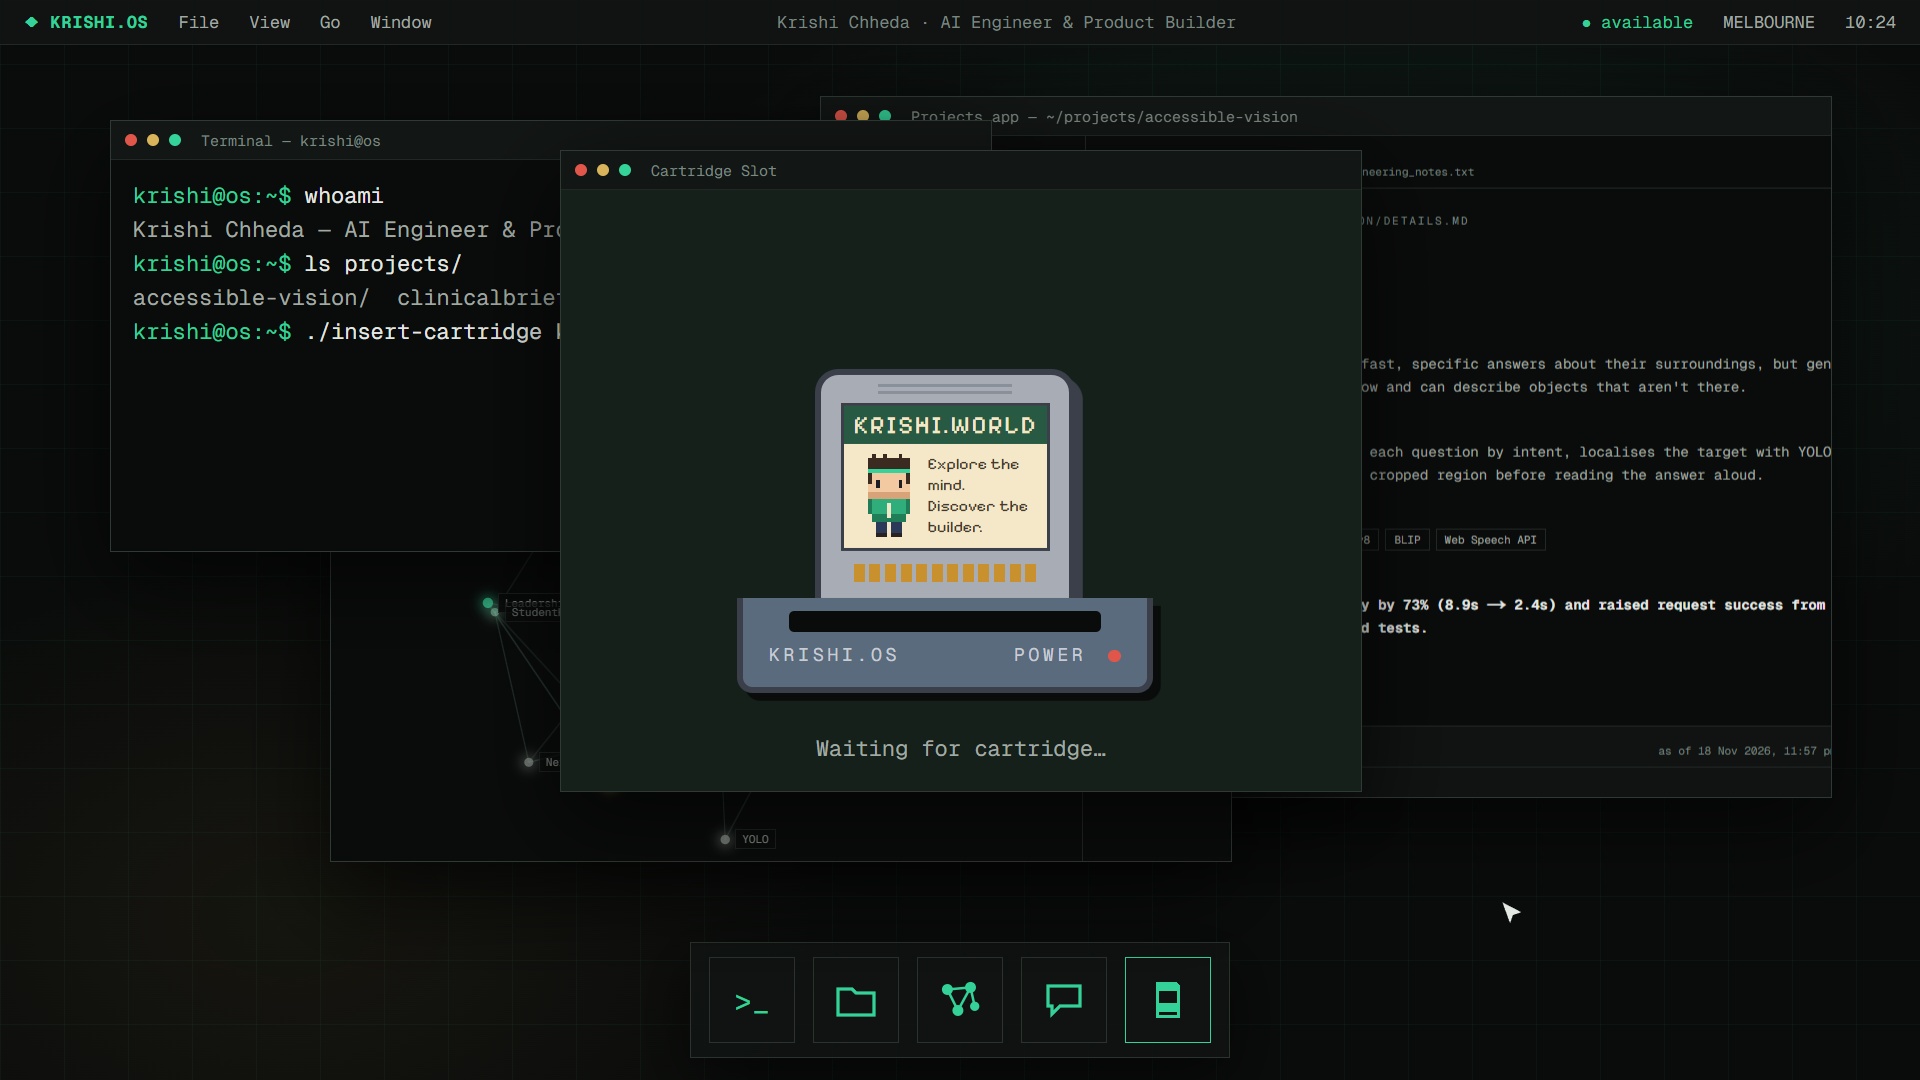 KRISHI.OS File View Go Window
Krishi Chheda · AI Engineer & Product Builder
available MELBOURNE 10:24
Projects app — ~/projects/accessible-vision
Terminal — krishi@os
krishi@os:~$ whoami
Krishi Chheda — AI Engineer &
krishi@os:~$ ls projects/
accessible-vision/
krishi@os:~$ ./insert-cartridge
Cartridge Slot
KRISHI.WORLD
Explore the
mind.
Discover the
builder.
KRISHI.OS POWER
Waiting for cartridge…
neering_notes.txt
N/DETAILS.MD
fast, specific answers about their surroundings, but gen
ow and can describe objects that aren't there.
each question by intent, localises the target with YOLO
cropped region before reading the answer aloud.
BLIP Web Speech API
y by 73% (8.9s → 2.4s) and raised request success from
d tests.
as of 18 Nov 2026, 11:57 p
YOLO
>_